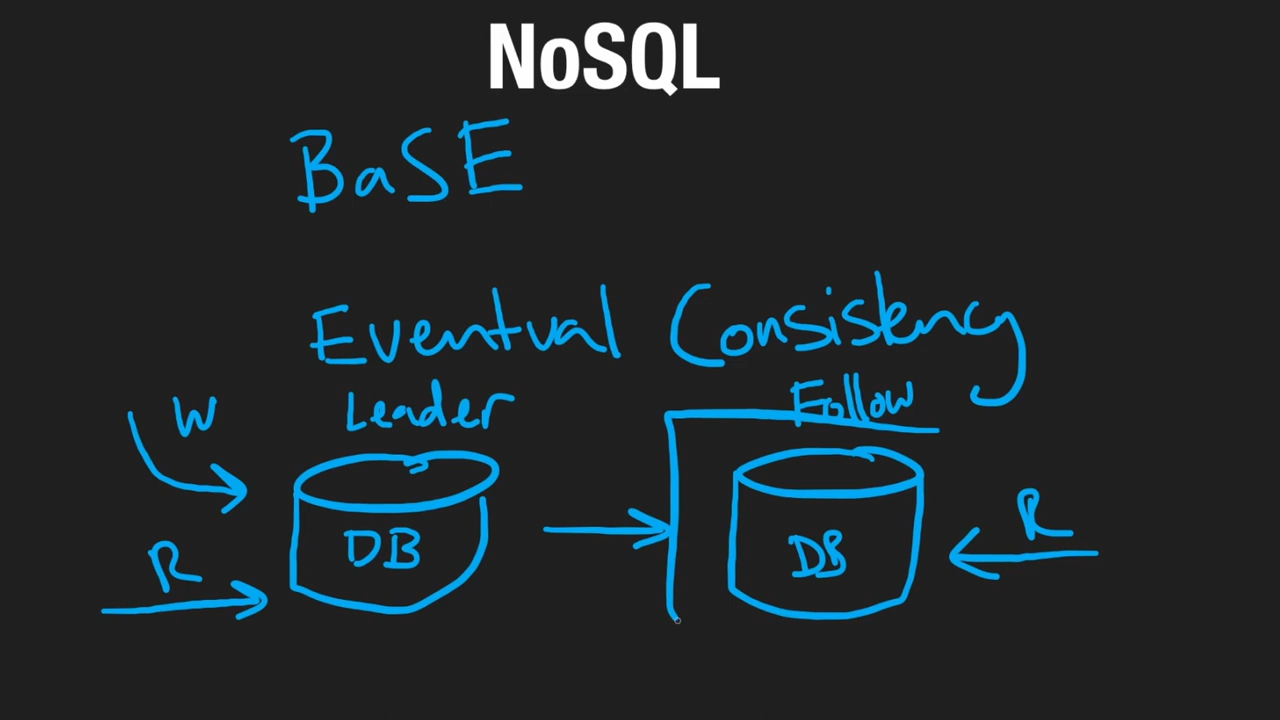 NoSQL
BaSE
Eventual Consistency
Leader Follow
W
DB DB
R R